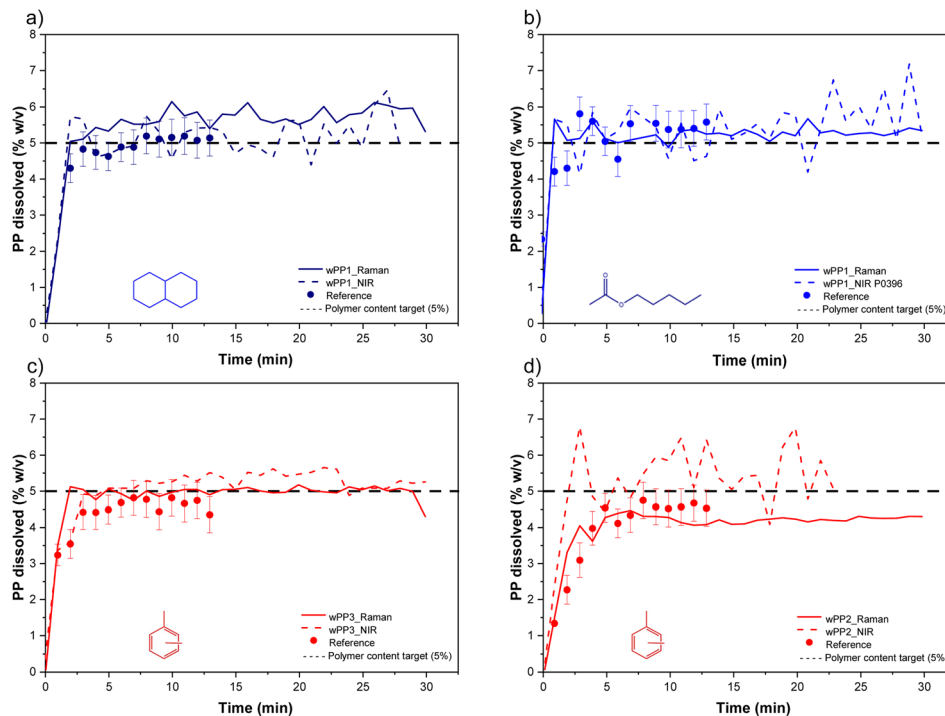 a)
8
7
6
5
4
3
2
1
0
PP dissolved (% w/v)
wPP1_Raman
wPP1_NIR
Reference
Polymer content target (5%)
0 5 10 15 20 25 30
Time (min)
b)
8
7
6
5
4
3
2
1
0
PP dissolved (% w/v)
O
O
wPP1_Raman
wPP1_NIR P0396
Reference
Polymer content target (5%)
0 5 10 15 20 25 30
Time (min)
c)
8
7
6
5
4
3
2
1
0
PP dissolved (% w/v)
wPP3_Raman
wPP3_NIR
Reference
Polymer content target (5%)
0 5 10 15 20 25 30
Time (min)
d)
8
7
6
5
4
3
2
1
0
PP dissolved (% w/v)
wPP2_Raman
wPP2_NIR
Reference
Polymer content target (5%
0 5 10 15 20 25 30
Time (min)